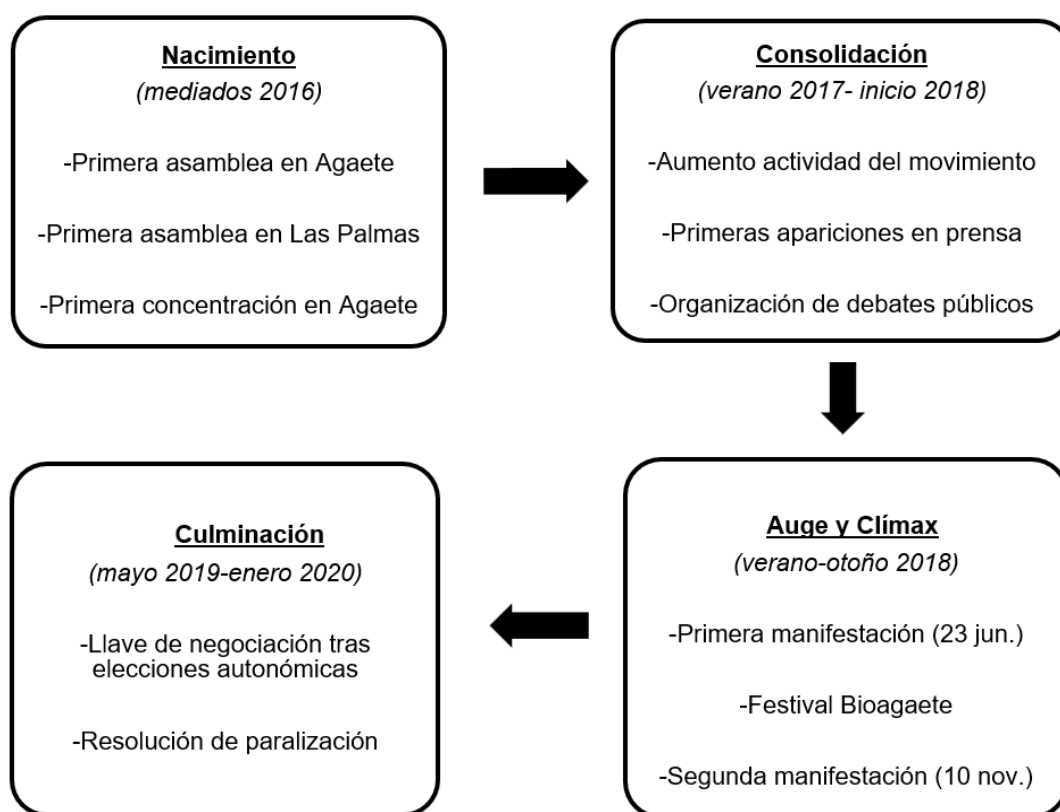 Nacimiento
(mediados 2016)
-Primera asamblea en Agaete
-Primera asamblea en Las Palmas
-Primera concentración en Agaete
Consolidación
(verano 2017- inicio 2018)
-Aumento actividad del movimiento
-Primeras apariciones en prensa
-Organización de debates públicos
Auge y Clímax
(verano-otoño 2018)
-Primera manifestación (23 jun.)
-Festival Bioagaete
-Segunda manifestación (10 nov.)
Culminación
(mayo 2019-enero 2020)
-Llave de negociación tras
elecciones autonómicas
-Resolución de paralización